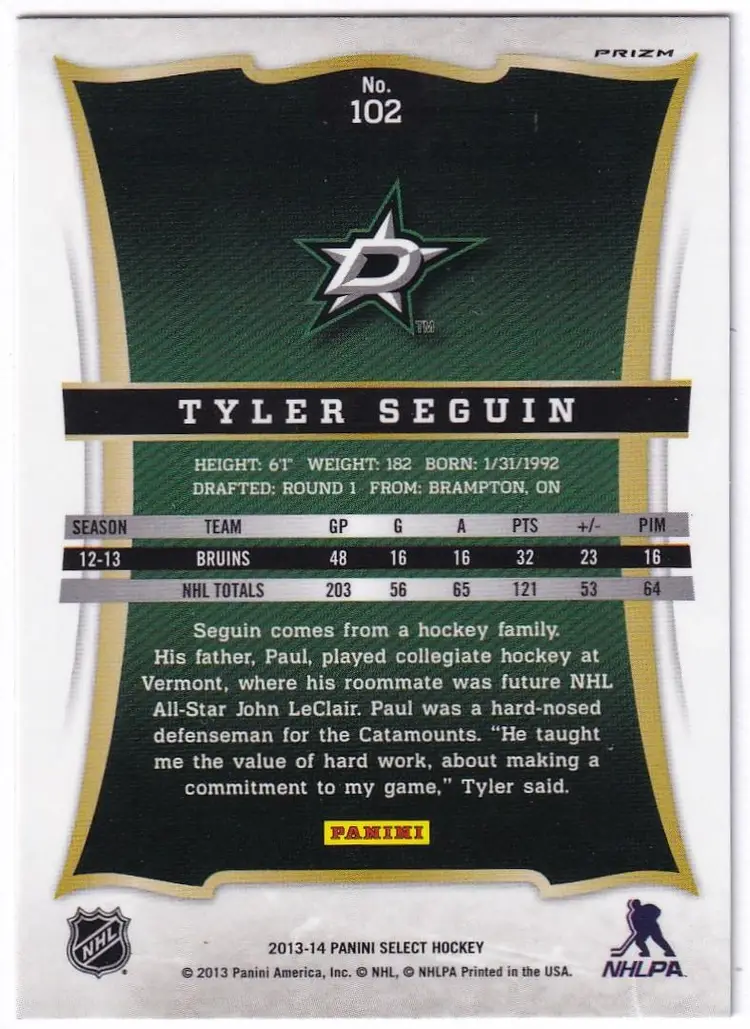 PRIZM
No.
102
D
TM
TYLER SEGUIN
HEIGHT: 6'1" WEIGHT: 182 BORN: 1/31/1992
DRAFTED: ROUND 1 FROM: BRAMPTON, ON
SEASON TEAM GP G A PTS +/- PIM
12-13 BRUINS 48 16 16 32 23 16
NHL TOTALS 203 56 65 121 53 64
Seguin comes from a hockey family.
His father, Paul, played collegiate hockey at
Vermont, where his roommate was future NHL
All-Star John LeClair. Paul was a hard-nosed
defenseman for the Catamounts. “He taught
me the value of hard work, about making a
commitment to my game,” Tyler said.
PANINI
NHL
2013-14 PANINI SELECT HOCKEY
© 2013 Panini America, Inc. © NHL, © NHLPA Printed in the USA.
NHLPA